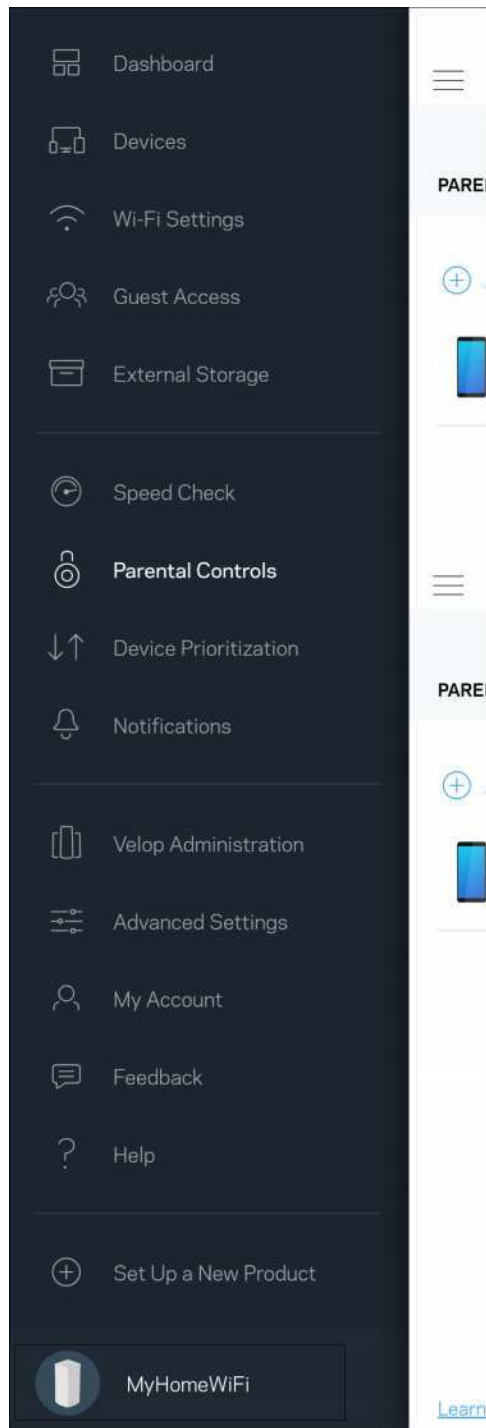 Dashboard
Devices
Wi-Fi Settings
Guest Access
External Storage
Speed Check
Parental Controls
Device Prioritization
Notifications
Velop Administration
Advanced Settings
My Account
Feedback
Help
Set Up a New Product
MyHomeWiFi
PARE
PARE
Learn